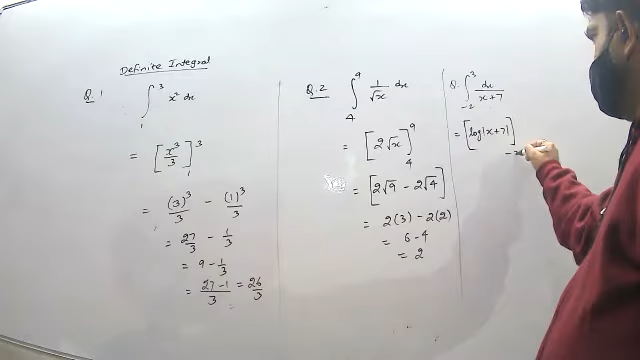 Definite Integral
Q. 1 ∫₁³ x² dx
= [x³/3]₁³
= (3)³/3 - (1)³/3
= 27/3 - 1/3
= 9 - 1/3
= 27-1/3 = 26/3
Q. 2 ∫₄⁹ 1/√x dx
= [2√x]₄⁹
= [2√9 - 2√4]
= 2(3) - 2(2)
= 6 - 4
= 2
Q. ∫₋₂³ dx/x+7
= [log|x+7|]